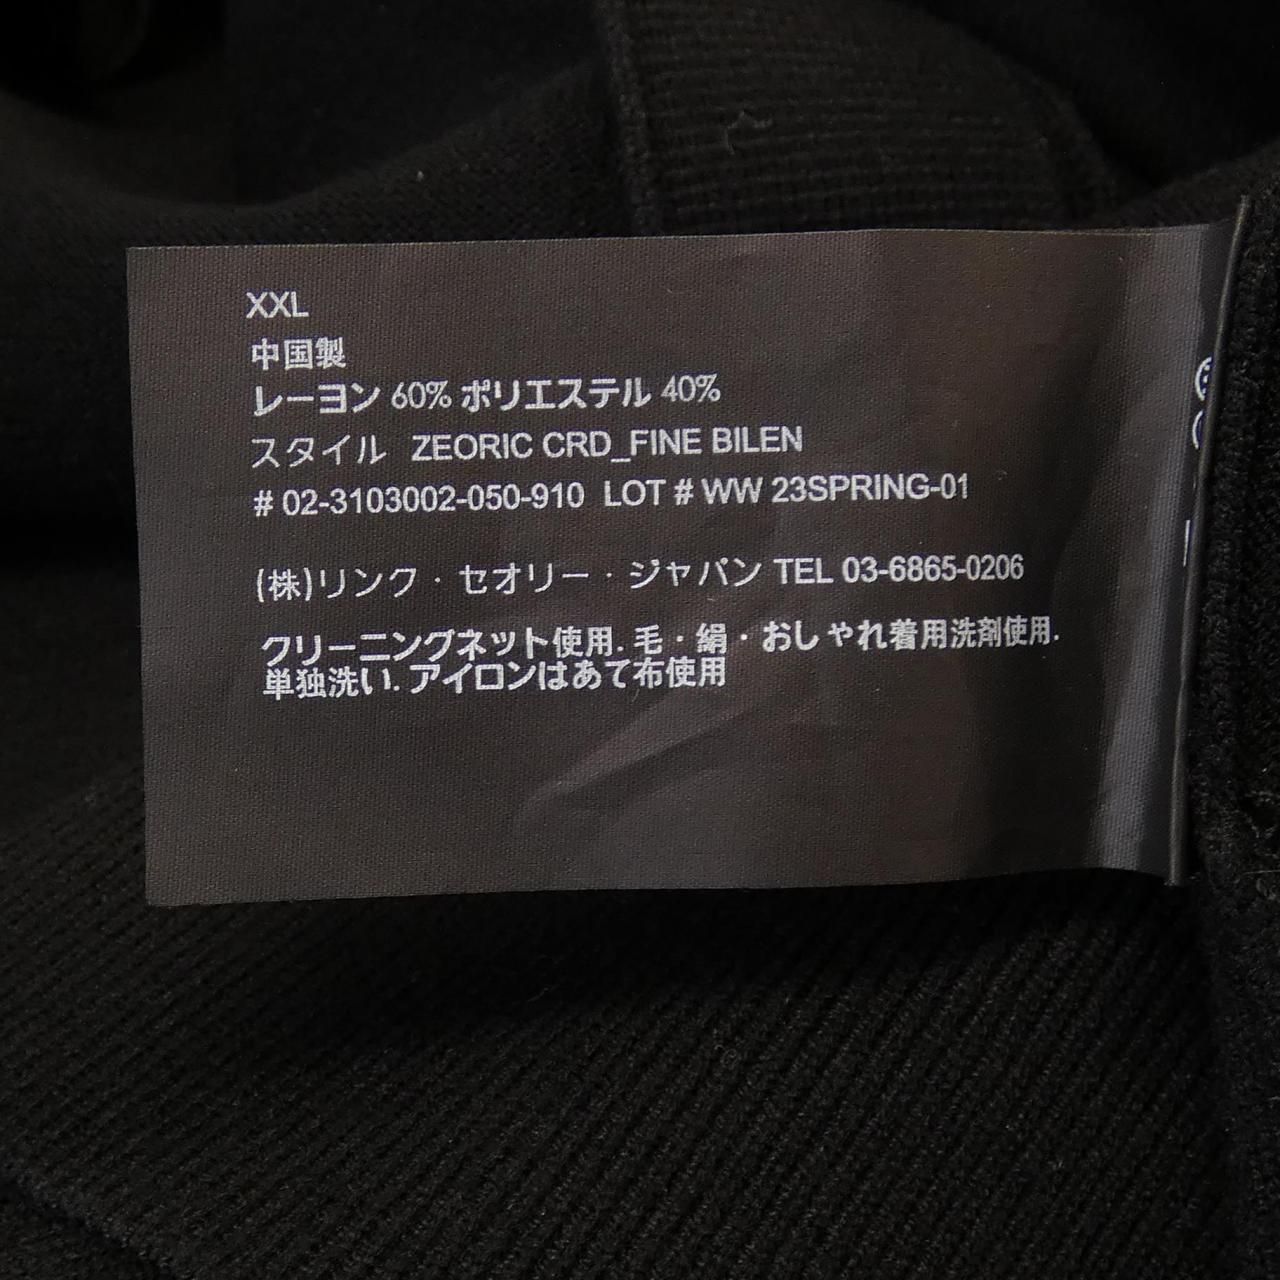 XXL
中国製
レーヨン 60% ポリエステル 40%
スタイル ZEORIC CRD_FINE BILEN
# 02-3103002-050-910 LOT # WW 23SPRING-01
(株)リンク・セオリー・ジャパン TEL 03-6865-0206
クリーニングネット使用. 毛・絹・おしゃれ着用洗剤使用.
単独洗い. アイロンはあて布使用